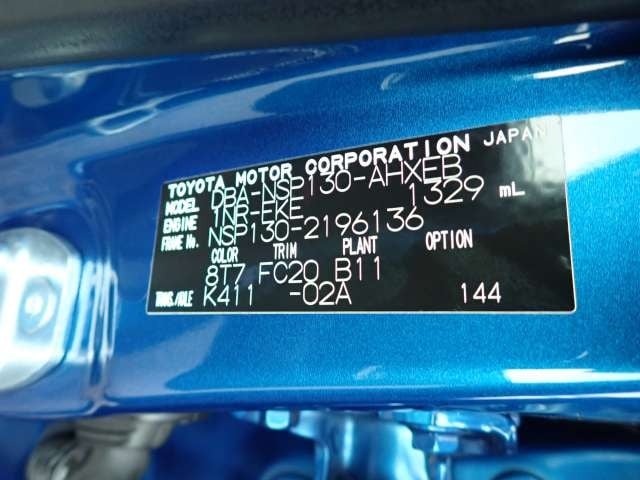 TOYOTA MOTOR CORPORATION JAPAN
MODEL DBA-NSP130-AHXEB
ENGINE 1NR-FKE 1329 mL
FRAME No. NSP130-2196136
COLOR TRIM PLANT OPTION
8T7 FC20 B11
TRANS./AXLE K411 -02A 144